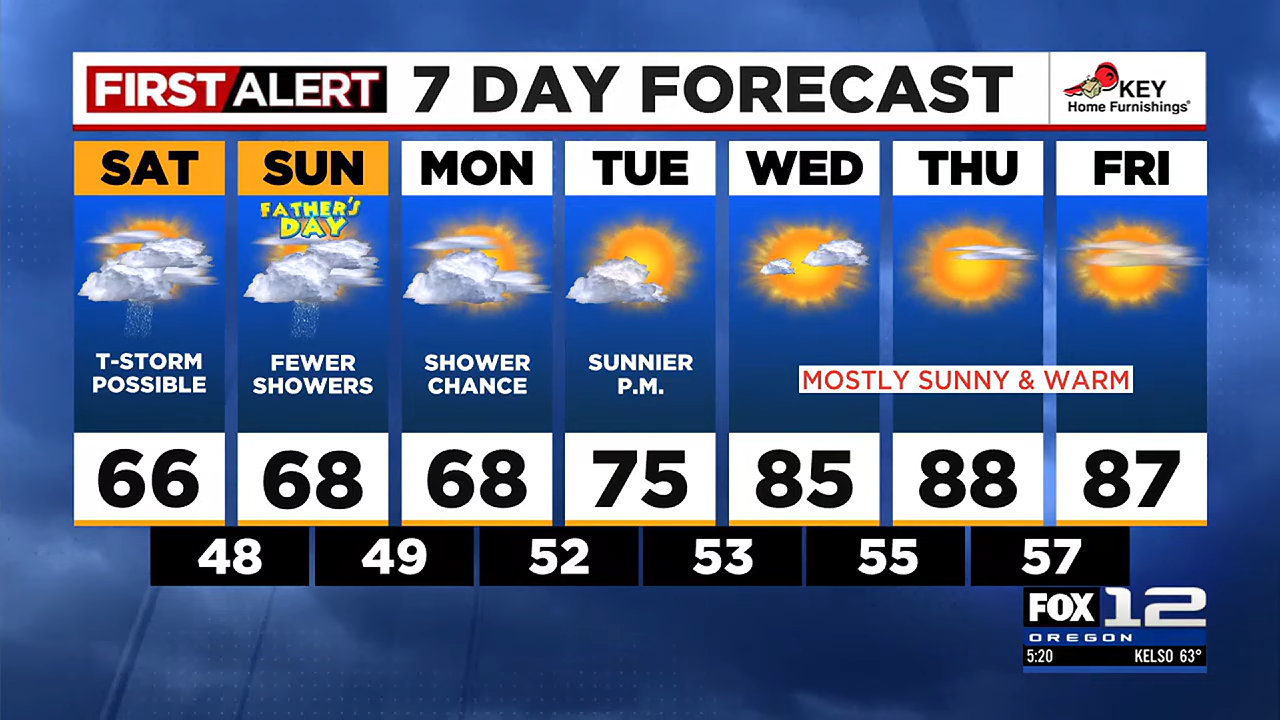 FIRST ALERT 7 DAY FORECAST
KEY
Home Furnishings®
SAT SUN MON TUE WED THU FRI
FATHER'S
DAY
T-STORM
POSSIBLE
FEWER
SHOWERS
SHOWER
CHANCE
SUNNIER
P.M.
MOSTLY SUNNY & WARM
66 68 68 75 85 88 87
48 49 52 53 55 57
FOX 12
OREGON
5:20 KELSO 63°